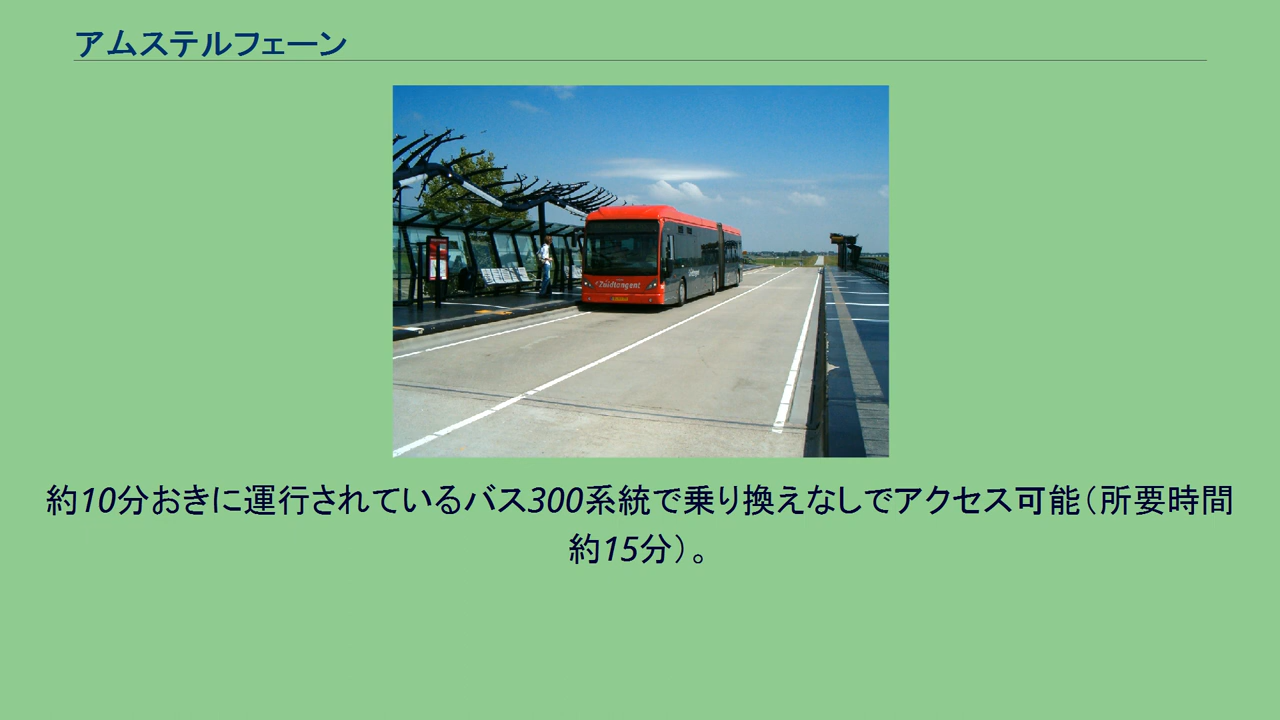 アムステルフェーン
Zuidtangent
約10分おきに運行されているバス300系統で乗り換えなしでアクセス可能（所要時間
約15分）。